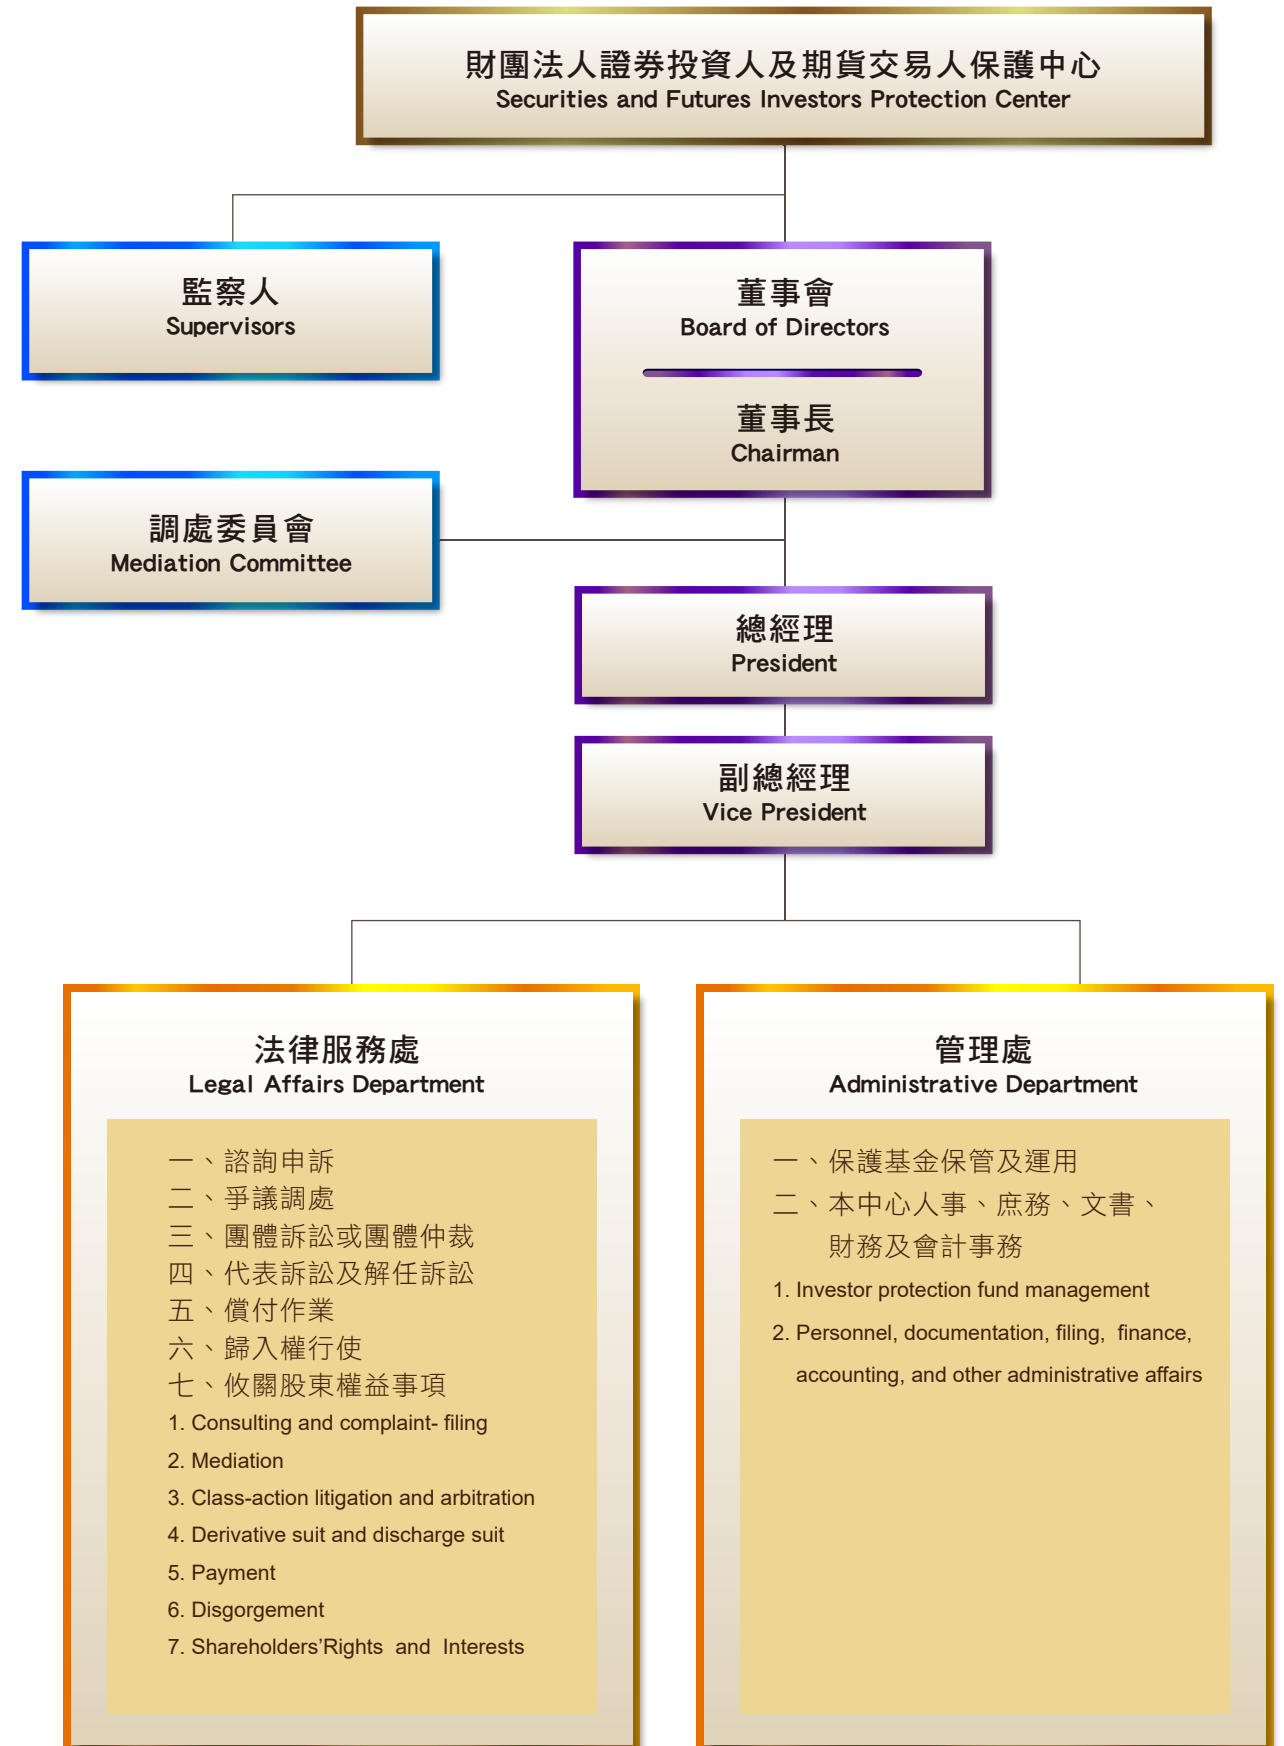 財團法人證券投資人及期貨交易人保護中心
Securities and Futures Investors Protection Center
監察人
Supervisors
董事會
Board of Directors
董事長
Chairman
調處委員會
Mediation Committee
總經理
President
副總經理
Vice President
法律服務處
Legal Affairs Department
一、諮詢申訴
二、爭議調處
三、團體訴訟或團體仲裁
四、代表訴訟及解任訴訟
五、償付作業
六、歸入權行使
七、攸關股東權益事項
1. Consulting and complaint- filing
2. Mediation
3. Class-action litigation and arbitration
4. Derivative suit and discharge suit
5. Payment
6. Disgorgement
7. Shareholders’Rights and Interests
管理處
Administrative Department
一、保護基金保管及運用
二、本中心人事、庶務、文書、
財務及會計事務
1. Investor protection fund management
2. Personnel, documentation, filing, finance,
accounting, and other administrative affairs